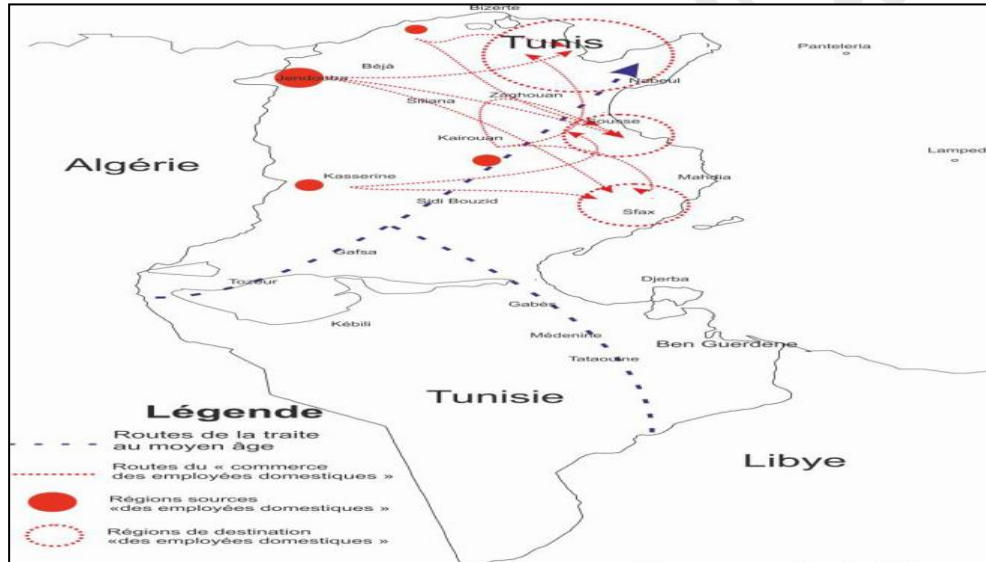 Bizerte
Tunis
Panteleria
Béjà
Jendouba
Naboul
Zaghouan
Siliana
Sousse
Kairouan
Algérie
Lamped
Kasserine
Mahdia
Sidi Bouzid
Sfax
Gafsa
Tozeur
Djerba
Gabès
Kébili
Médenine
Ben Guerdene
Tataouine
Tunisie
Légende
Routes de la traite
au moyen âge
Libye
Routes du « commerce
des employées domestiques »
Régions sources
«des employées domestiques »
Régions de destination
«des employées domestiques »